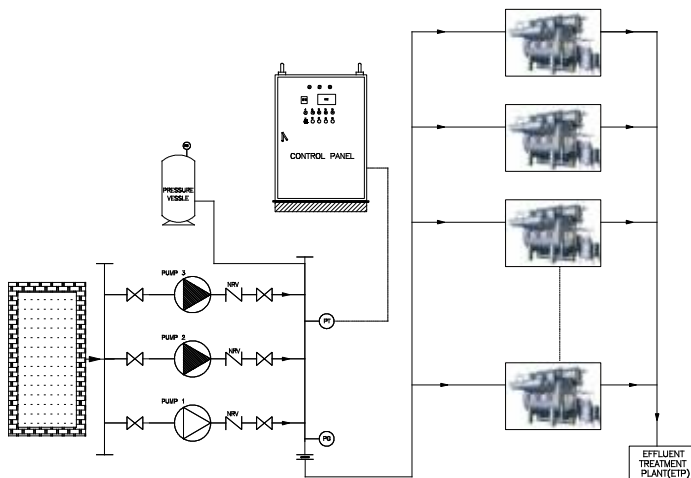 CONTROL PANEL
PRESSURE
VESSLE
PUMP 3
NRV
PT
PUMP 2
NRV
PUMP 1
NRV
PG
EFFLUENT
TREATMENT
PLANT(ETP)